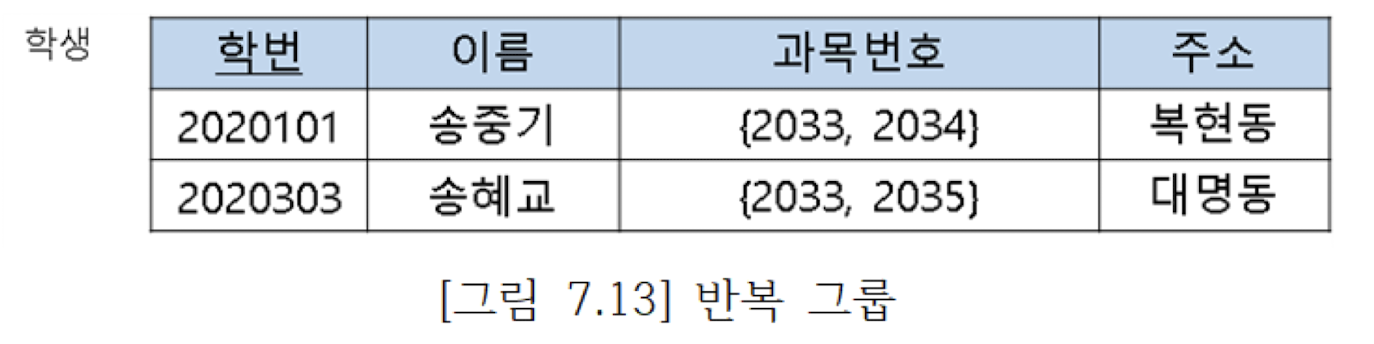 학생
학번 이름 과목번호 주소
2020101 송중기 {2033, 2034} 복현동
2020303 송혜교 {2033, 2035} 대명동
[그림 7.13] 반복 그룹